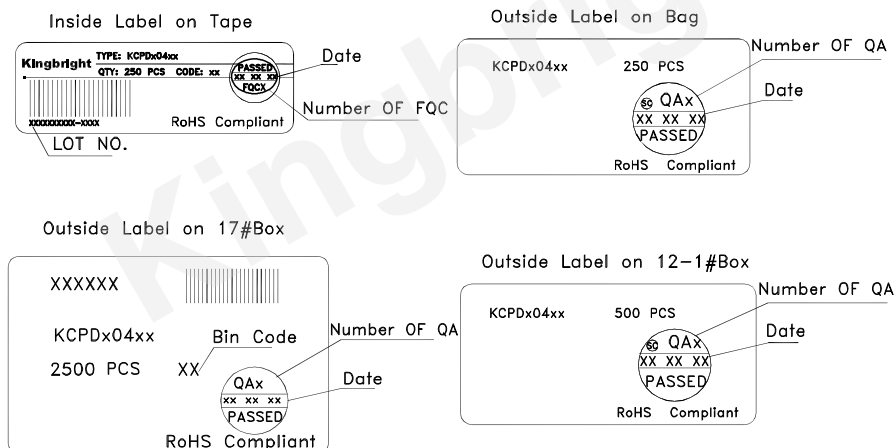 Inside Label on Tape
Kingbright
TYPE: KCPDx04xx
QTY: 250 PCS CODE: xx
PASSED
xx xx xx
FQCX
Date
Number OF FQC
XXXXXXXXXX-XXXX
RoHS Compliant
LOT NO.
Outside Label on Bag
KCPDx04xx 250 PCS
Number OF QA
Date
SC QAx
XX XX XX
PASSED
RoHS Compliant
Outside Label on 17#Box
XXXXXX
KCPDx04xx
2500 PCS
Bin Code
XX
Number OF QA
Date
QAx
xx xx xx
PASSED
RoHS Compliant
Outside Label on 12-1#Box
KCPDx04xx 500 PCS
Number OF QA
Date
SC QAx
XX XX XX
PASSED
RoHS Compliant
Kingbright